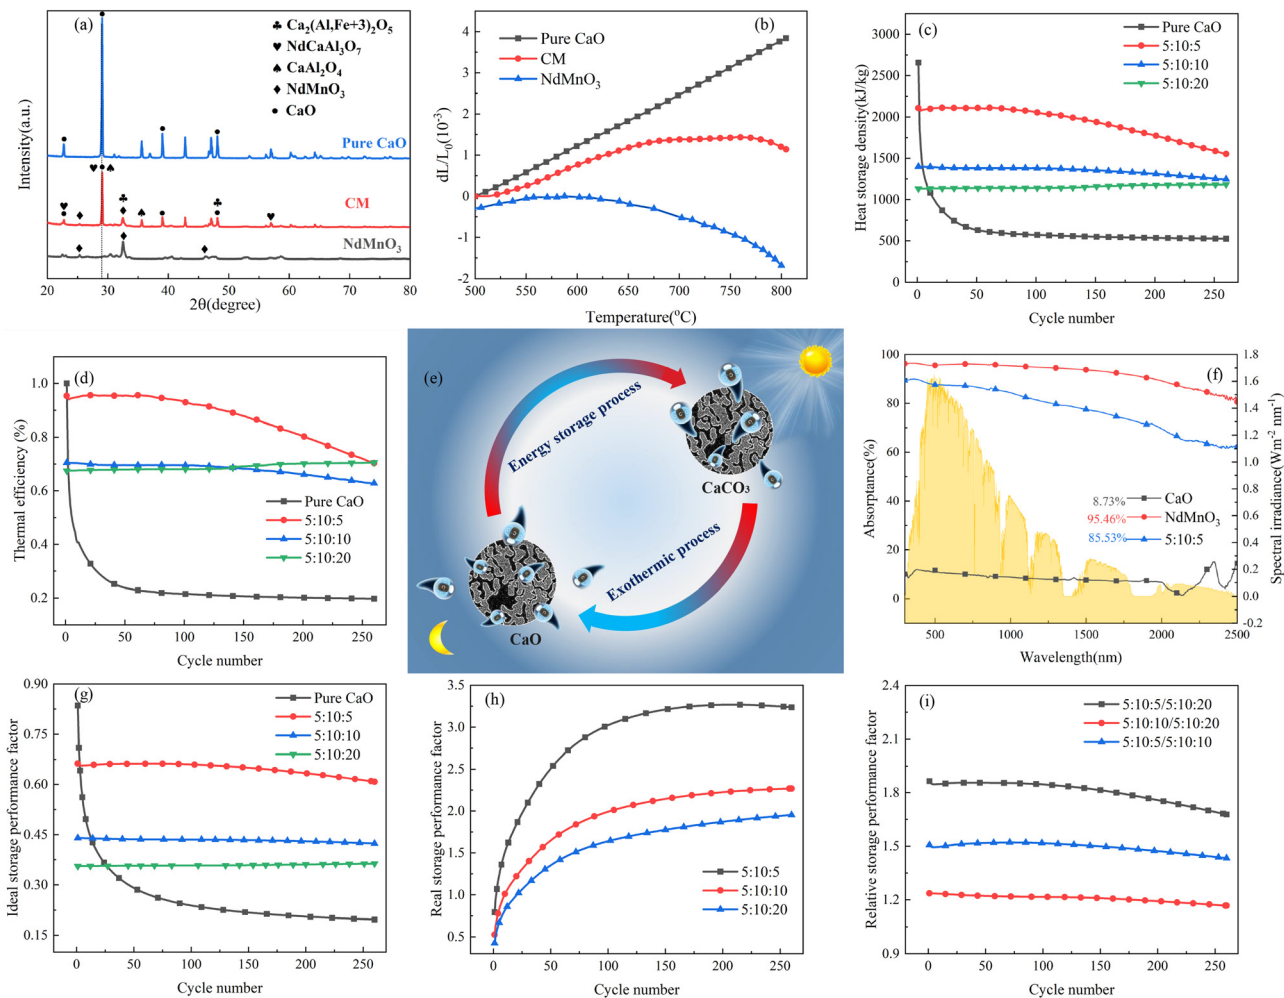 (a)
♣ Ca₂(Al,Fe+3)₂O₅
♥ NdCaAl₃O₇
♠ CaAl₂O₄
♦ NdMnO₃
• CaO
Pure CaO
CM
NdMnO₃
Intensity(a.u.)
20 30 40 50 60 70 80
2θ(degree)
(b)
Pure CaO
CM
NdMnO₃
dL/L₀(10⁻³)
4
3
2
1
0
-1
-2
500 550 600 650 700 750 800 850
Temperature(°C)
(c)
Pure CaO
5:10:5
5:10:10
5:10:20
Heat storage density(kJ/kg)
3000
2500
2000
1500
1250
1000
500
0
0 50 100 150 200 250
Cycle number
(d)
Thermal efficiency (%)
1.0
0.8
0.6
0.4
0.2
Pure CaO
5:10:5
5:10:10
5:10:20
0 50 100 150 200 250
Cycle number
(e)
Energy storage process
CaCO₃
Exothermic process
CaO
(f)
Absorptance(%)
100
80
60
40
20
0
8.73% CaO
95.46% NdMnO₃
85.53% 5:10:5
1.8
1.6
1.4
1.2
1.0
0.8
0.6
0.4
0.2
0.0
-0.2
Spectral irradiance(Wm⁻² nm⁻¹)
500 1000 1500 2000 2500
Wavelength(nm)
(g)
Pure CaO
5:10:5
5:10:10
5:10:20
Ideal storage performance factor
0.90
0.75
0.60
0.45
0.30
0.15
0 50 100 150 200 250
Cycle number
(h)
Real storage performance factor
3.5
3.0
2.5
2.0
1.5
1.0
0.5
5:10:5
5:10:10
5:10:20
0 50 100 150 200 250
Cycle number
(i)
5:10:5/5:10:20
5:10:10/5:10:20
5:10:5/5:10:10
Relative storage performance factor
2.4
2.1
1.8
1.5
1.2
0.9
0 50 100 150 200 250
Cycle number